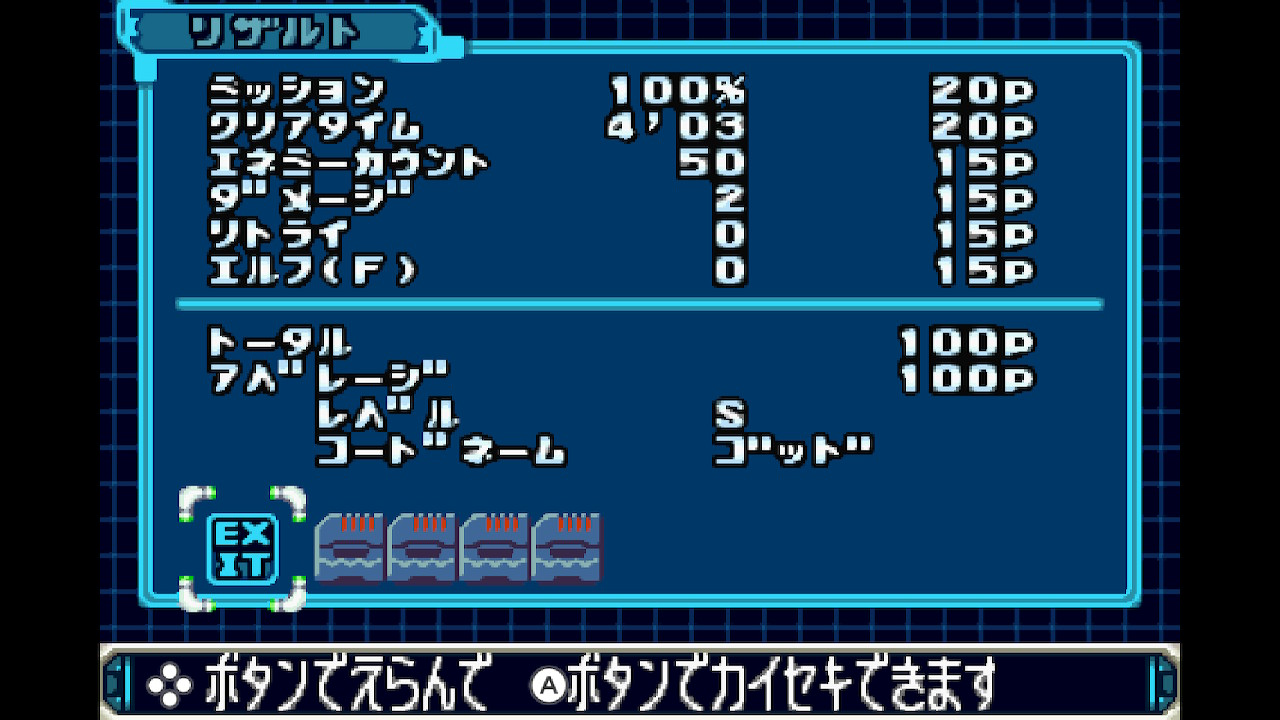 リザルト
ミッション 100% 20P
クリアタイム 4'03 20P
エネミーカウント 50 15P
ダメージ 2 15P
リトライ 0 15P
エルフ(F) 0 15P
トータル 100P
アベレージ 100P
レベル S
コードネーム ゴッド
EX
IT
ボタンでえらんで Aボタンでカイセキできます